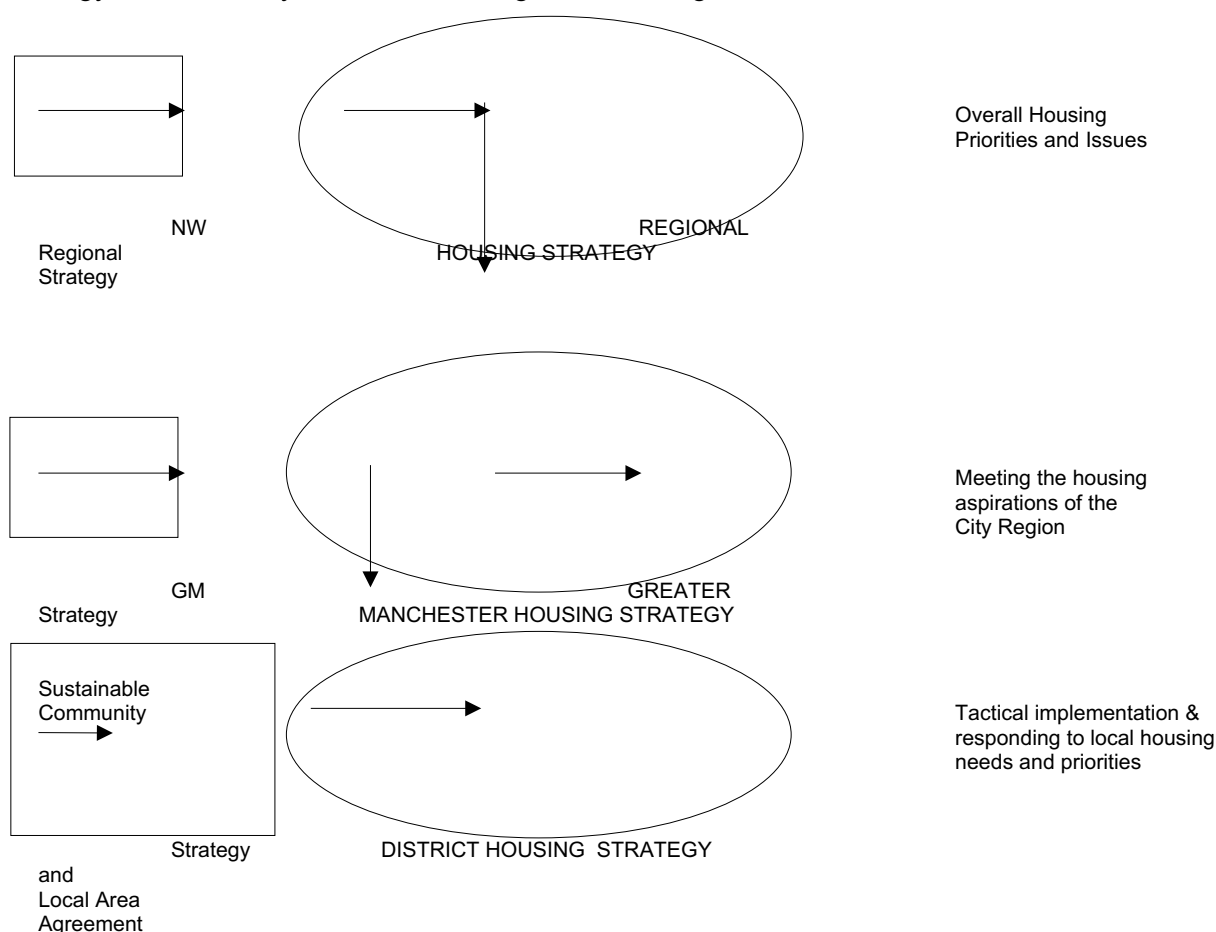 NW REGIONAL
Regional HOUSING STRATEGY
Strategy
Overall Housing
Priorities and Issues
GM GREATER
Strategy MANCHESTER HOUSING STRATEGY
Meeting the housing
aspirations of the
City Region
Sustainable
Community
Strategy DISTRICT HOUSING STRATEGY
and
Local Area
Agreement
Tactical implementation &
responding to local housing
needs and priorities